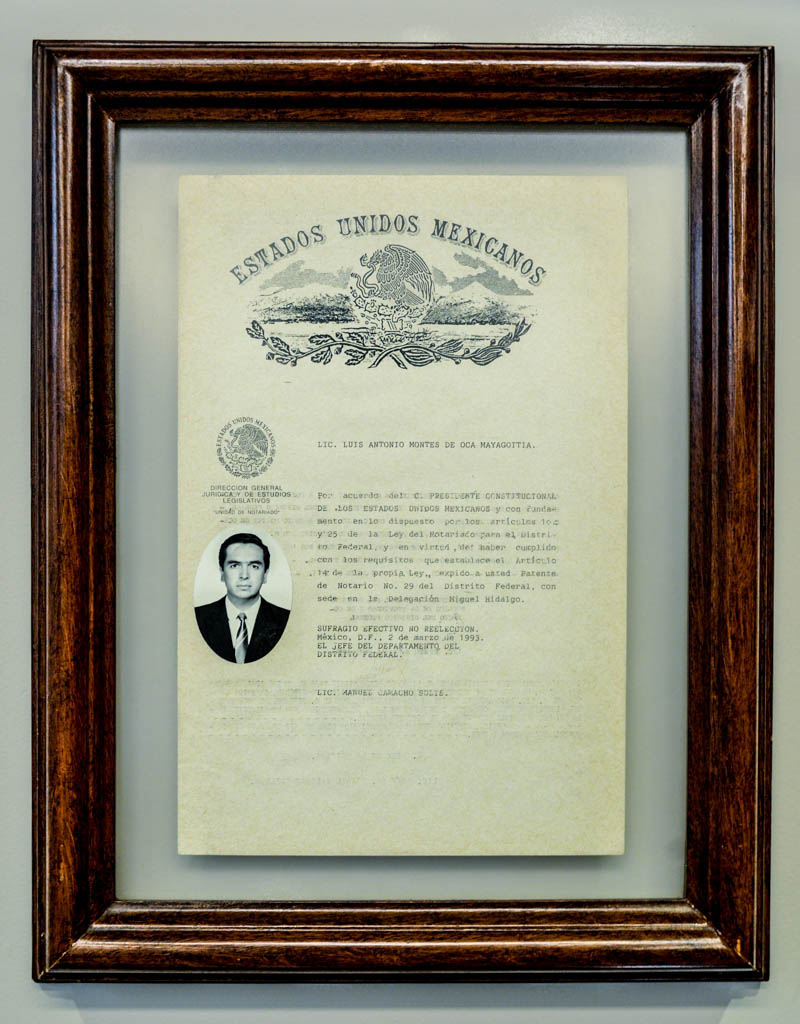 ESTADOS UNIDOS MEXICANOS
ESTADOS UNIDOS MEXICANOS
DIRECCION GENERAL
JURIDICA Y DE ESTUDIOS
LEGISLATIVOS
"UNIDAD DE NOTARIADO"
LIC. LUIS ANTONIO MONTES DE OCA MAYAGOITIA.
Por acuerdo del C. PRESIDENTE CONSTITUCIONAL
DE LOS ESTADOS UNIDOS MEXICANOS y con funda-
mento en lo dispuesto por los artículos 10
y 25 de la Ley del Notariado para el Distri-
to Federal, y en virtud de haber cumplido
con los requisitos que establece el Artículo
14 de la propia Ley, expido a usted Patente
de Notario No. 29 del Distrito Federal, con
sede en la Delegación Miguel Hidalgo.
SUFRAGIO EFECTIVO NO REELECCION.
México, D.F., 2 de marzo de 1993.
EL JEFE DEL DEPARTAMENTO DEL
DISTRITO FEDERAL.
LIC. MANUEL CAMACHO SOLIS.